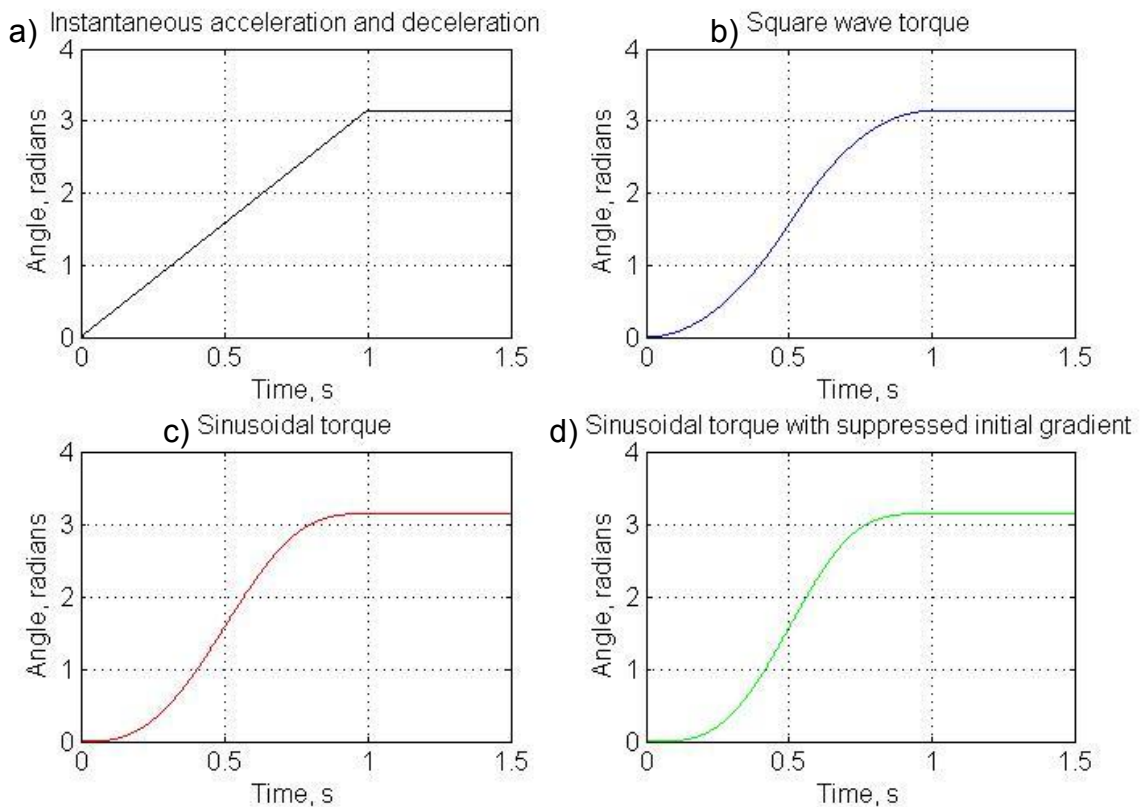 a) Instantaneous acceleration and deceleration
4
3
2
1
0
Angle, radians
0 0.5 1 1.5
Time, s
b) Square wave torque
4
3
2
1
0
Angle, radians
0 0.5 1 1.5
Time, s
c) Sinusoidal torque
4
3
2
1
0
Angle, radians
0 0.5 1 1.5
Time, s
d) Sinusoidal torque with suppressed initial gradient
4
3
2
1
0
Angle, radians
0 0.5 1 1.5
Time, s